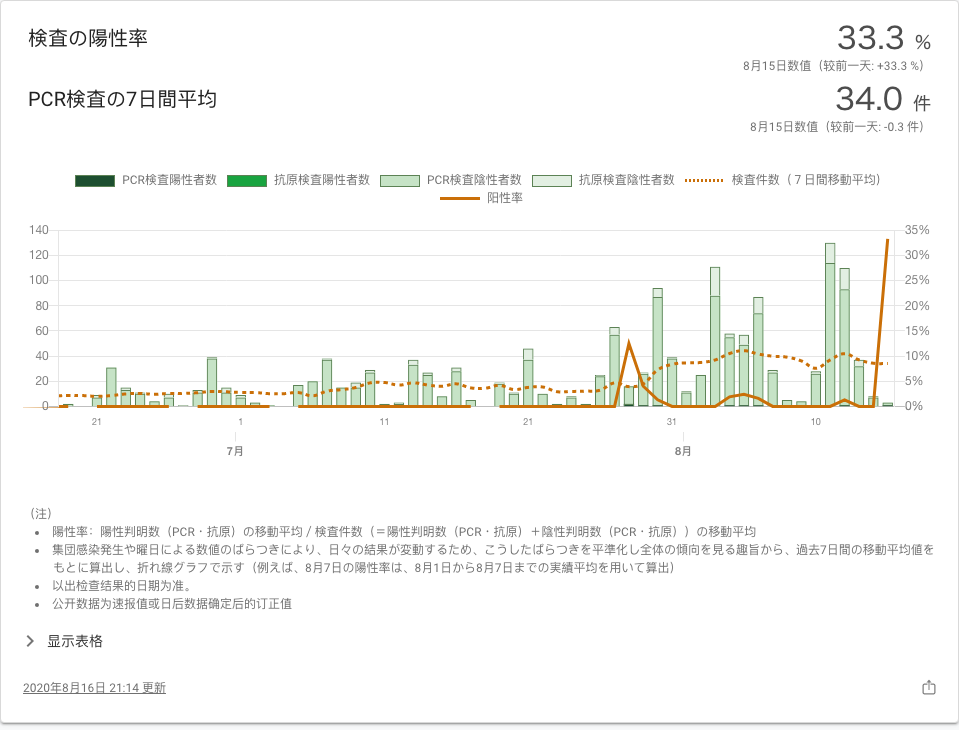 検査の陽性率
33.3 %
8月15日数值（较前一天: +33.3 %）
PCR検査の7日間平均
34.0 件
8月15日数值（较前一天: -0.3 件）
PCR検査陽性者数 抗原検査陽性者数 PCR検査陰性者数 抗原検査陰性者数 検査件数（７日間移動平均）
阳性率
140 35%
120 30%
100 25%
80 20%
60 15%
40 10%
20 5%
0 0%
21 1 11 21 31 10
7月 8月
（注）
陽性率：陽性判明数（PCR・抗原）の移動平均 / 検査件数（＝陽性判明数（PCR・抗原）＋陰性判明数（PCR・抗原））の移動平均
集団感染発生や曜日による数値のばらつきにより、日々の結果が変動するため、こうしたばらつきを平準化し全体の傾向を見る趣旨から、過去7日間の移動平均値を
もとに算出し、折れ線グラフで示す（例えば、8月7日の陽性率は、8月1日から8月7日までの実績平均を用いて算出）
以出检查结果的日期为准。
公开数据为速报值或日后数据确定后的订正值
显示表格
2020年8月16日 21:14 更新